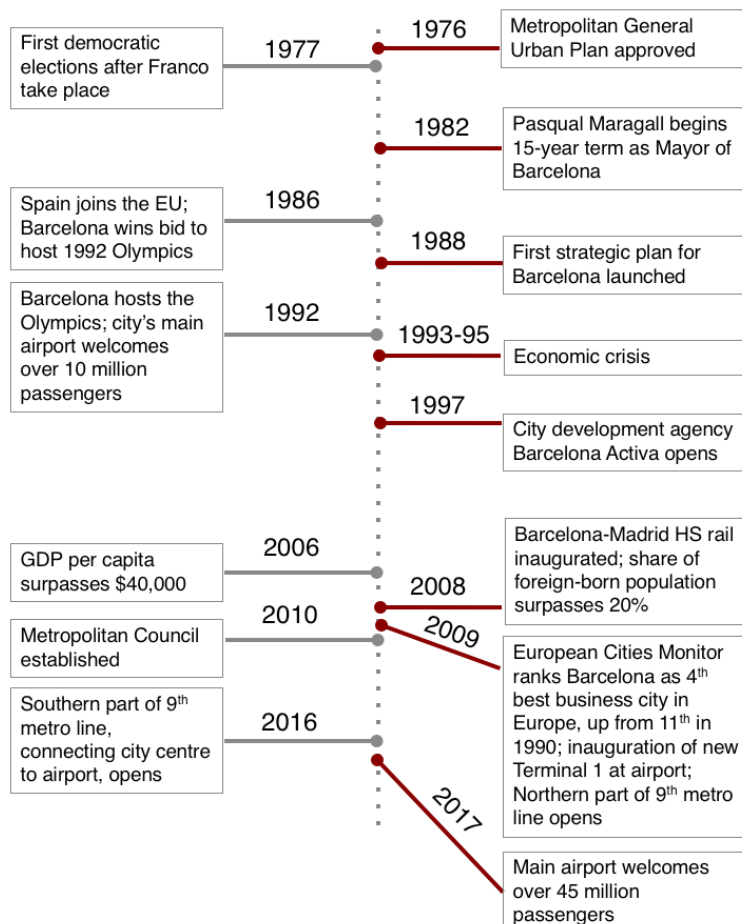 1976
Metropolitan General
Urban Plan approved
1977
First democratic
elections after Franco
take place
1982
Pasqual Maragall begins
15-year term as Mayor of
Barcelona
1986
Spain joins the EU;
Barcelona wins bid to
host 1992 Olympics
1988
First strategic plan for
Barcelona launched
1992
Barcelona hosts the
Olympics; city's main
airport welcomes
over 10 million
passengers
1993-95
Economic crisis
1997
City development agency
Barcelona Activa opens
2006
GDP per capita
surpasses $40,000
2008
Barcelona-Madrid HS rail
inaugurated; share of
foreign-born population
surpasses 20%
2009
European Cities Monitor
ranks Barcelona as 4th
best business city in
Europe, up from 11th in
1990; inauguration of new
Terminal 1 at airport;
Northern part of 9th metro
line opens
2010
Metropolitan Council
established
2016
Southern part of 9th
metro line,
connecting city centre
to airport, opens
2017
Main airport welcomes
over 45 million
passengers